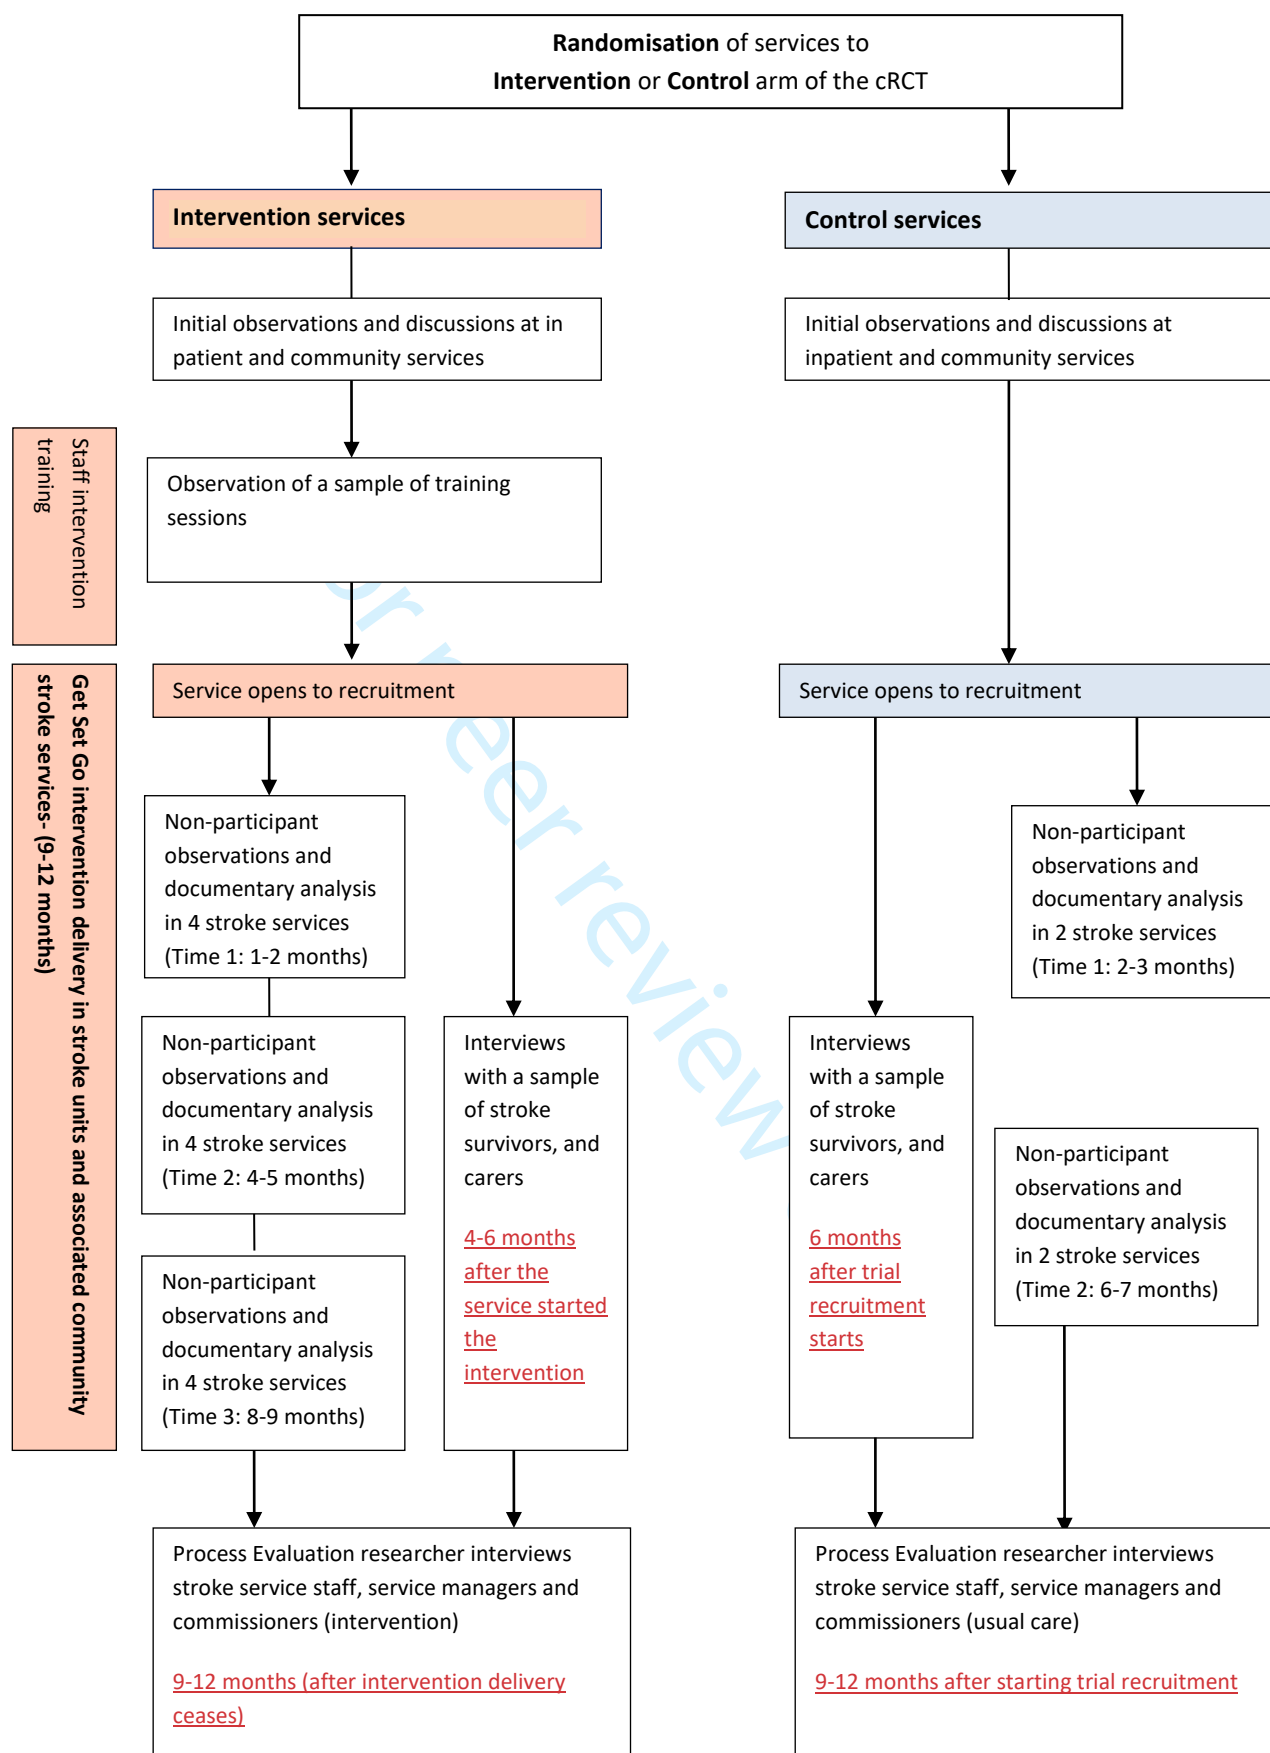 Randomisation of services to
Intervention or Control arm of the cRCT
Intervention services
Control services
Initial observations and discussions at in
patient and community services
Initial observations and discussions at
inpatient and community services
Staff intervention
training
Observation of a sample of training
sessions
Service opens to recruitment
Service opens to recruitment
Get Set Go intervention delivery in stroke units and associated community
stroke services- (9-12 months)
Non-participant
observations and
documentary analysis
in 4 stroke services
(Time 1: 1-2 months)
Non-participant
observations and
documentary analysis
in 2 stroke services
(Time 1: 2-3 months)
Non-participant
observations and
documentary analysis
in 4 stroke services
(Time 2: 4-5 months)
Interviews
with a sample
of stroke
survivors, and
carers
4-6 months
after the
service started
the
intervention
Interviews
with a sample
of stroke
survivors, and
carers
6 months
after trial
recruitment
starts
Non-participant
observations and
documentary analysis
in 2 stroke services
(Time 2: 6-7 months)
Non-participant
observations and
documentary analysis
in 4 stroke services
(Time 3: 8-9 months)
Process Evaluation researcher interviews
stroke service staff, service managers and
commissioners (intervention)
9-12 months (after intervention delivery
ceases)
Process Evaluation researcher interviews
stroke service staff, service managers and
commissioners (usual care)
9-12 months after starting trial recruitment
review